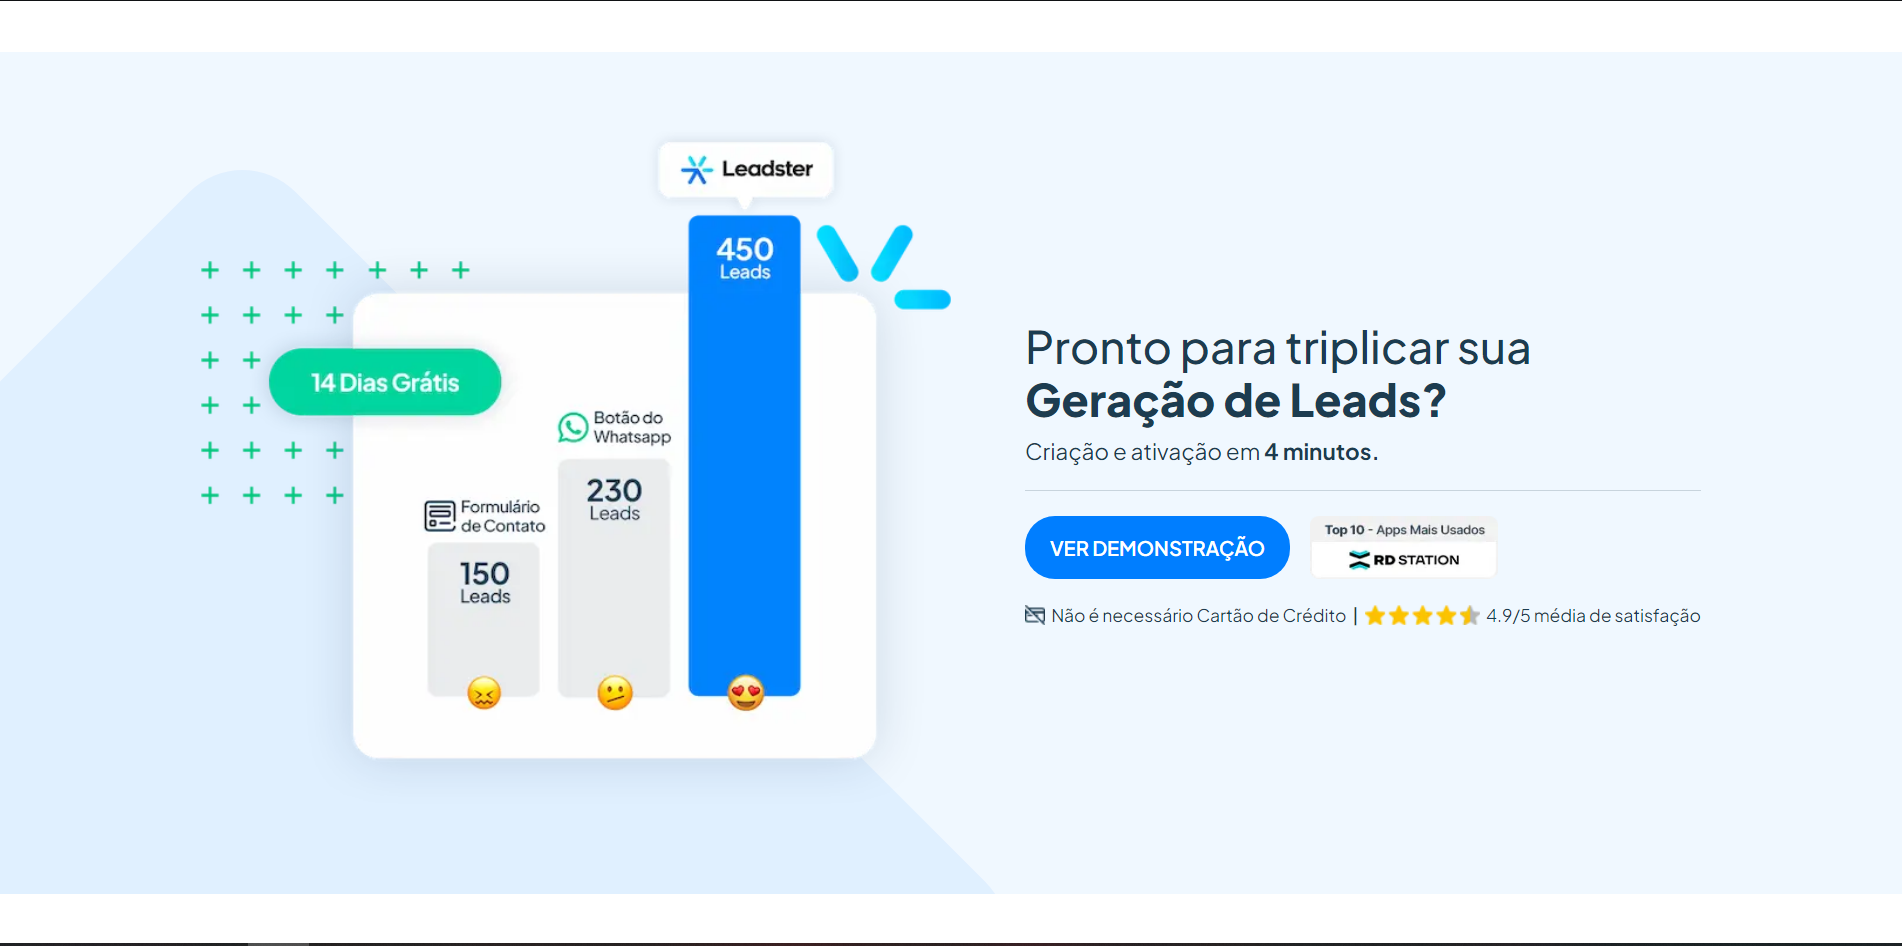 Leadster
450
Leads
14 Dias Grátis
Botão do
Whatsapp
230
Leads
Formulário
de Contato
150
Leads
Pronto para triplicar sua
Geração de Leads?
Criação e ativação em 4 minutos.
VER DEMONSTRAÇÃO
Top 10 - Apps Mais Usados
RD STATION
Não é necessário Cartão de Crédito | 4.9/5 média de satisfação